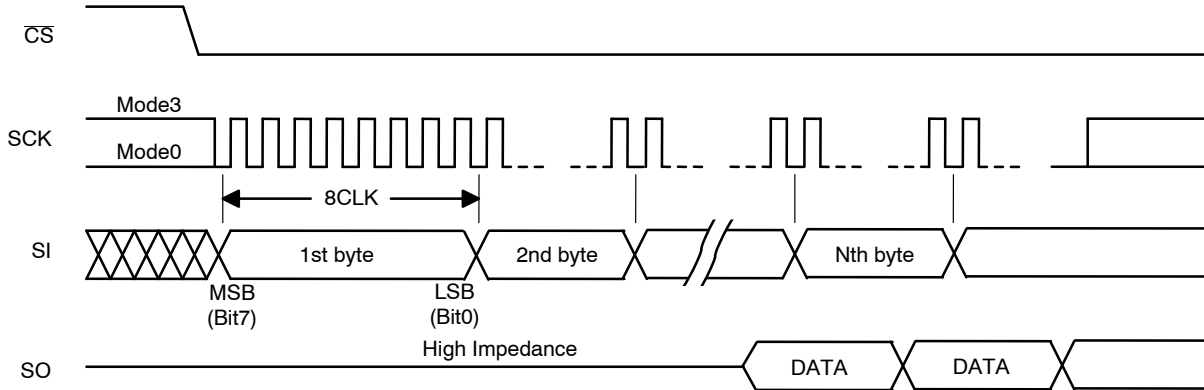 CS
Mode3
SCK
Mode0
8CLK
SI
1st byte
2nd byte
Nth byte
MSB
(Bit7)
LSB
(Bit0)
High Impedance
SO
DATA
DATA